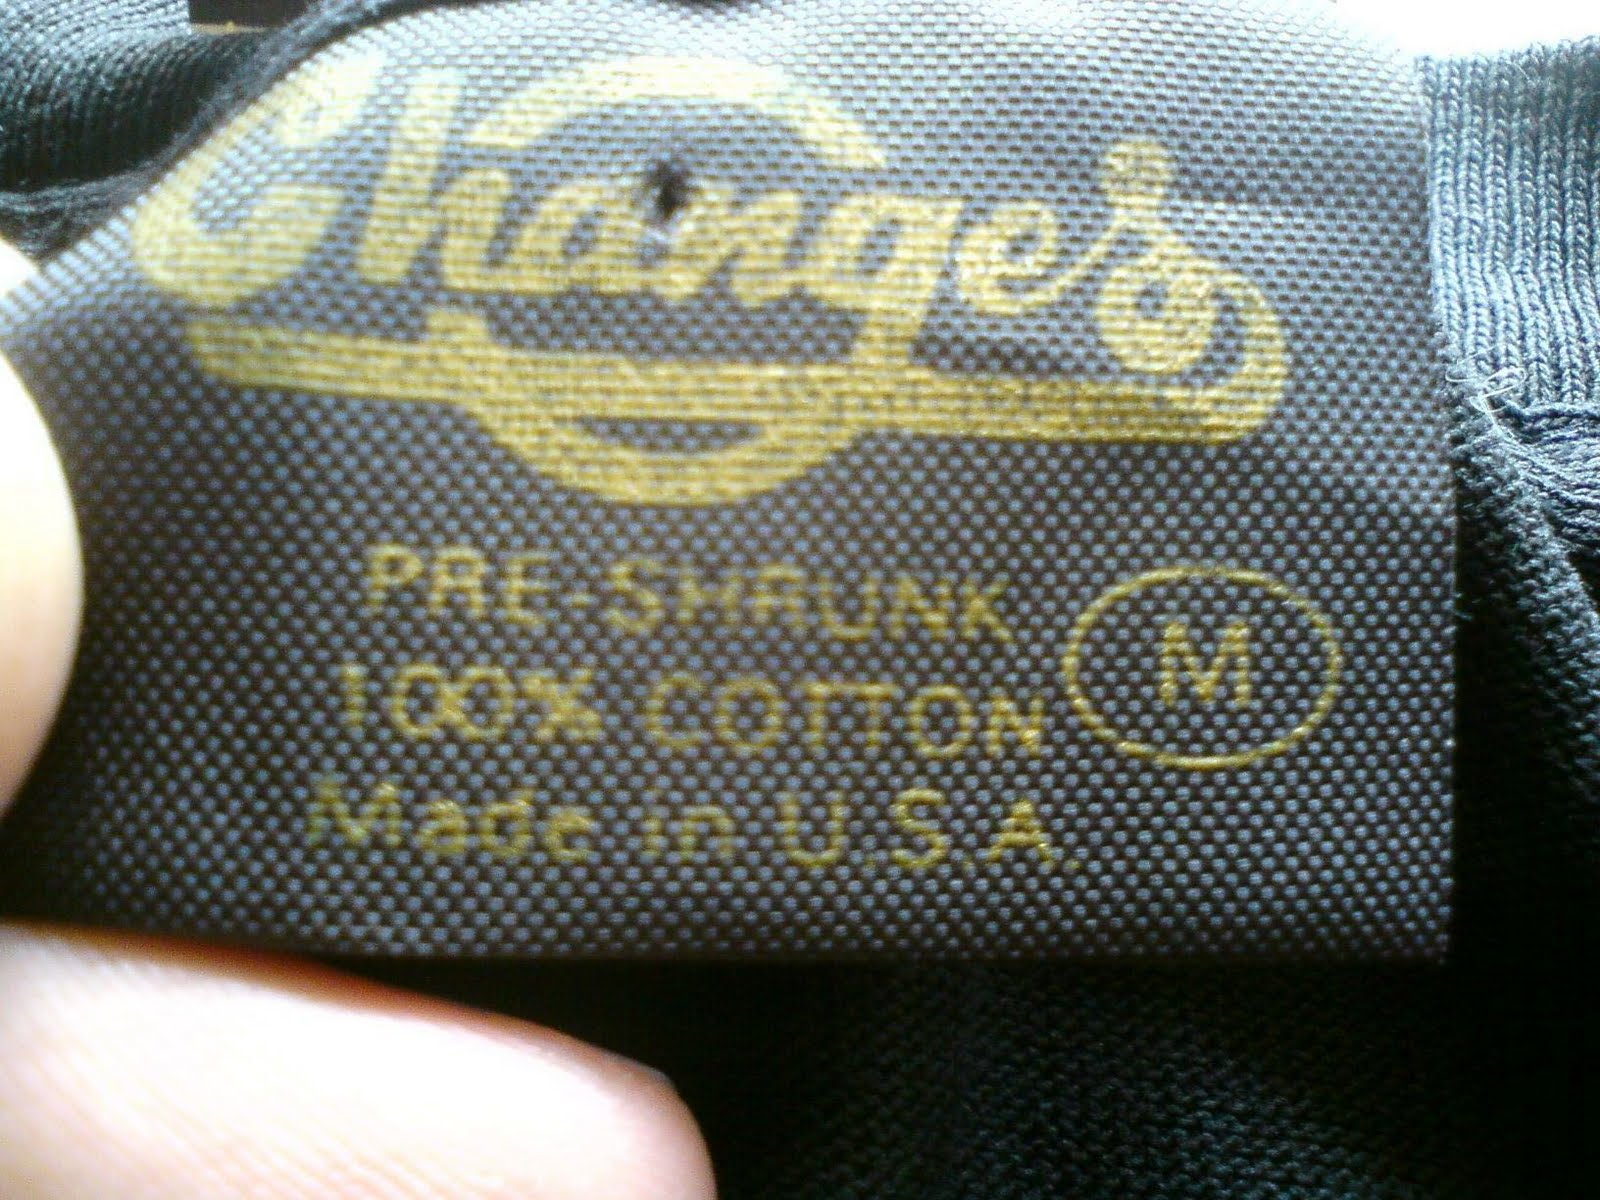 Changes
PRE-SHRUNK
100% COTTON
M
Made in U.S.A.